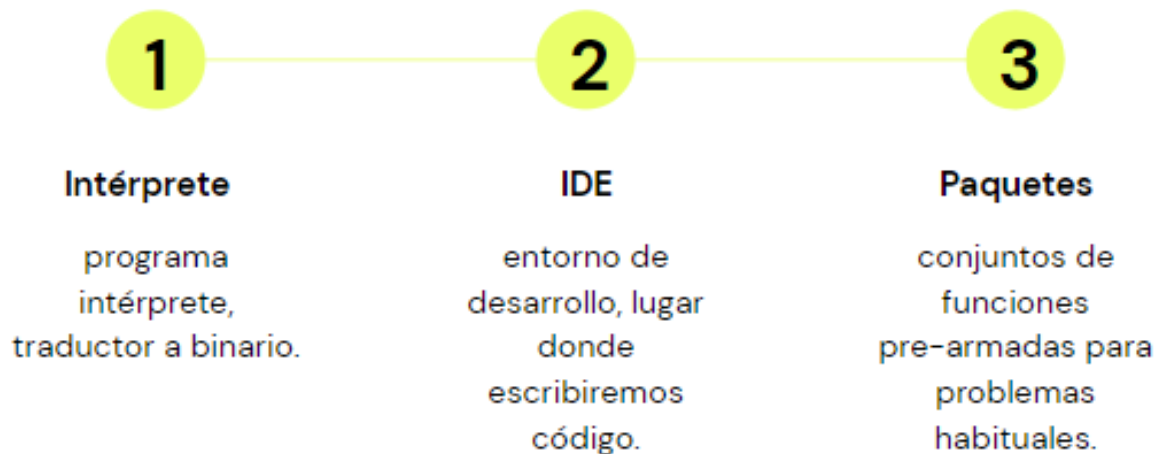 1
2
3
Intérprete
programa
intérprete,
traductor a binario.
IDE
entorno de
desarrollo, lugar
donde
escribiremos
código.
Paquetes
conjuntos de
funciones
pre-armadas para
problemas
habituales.